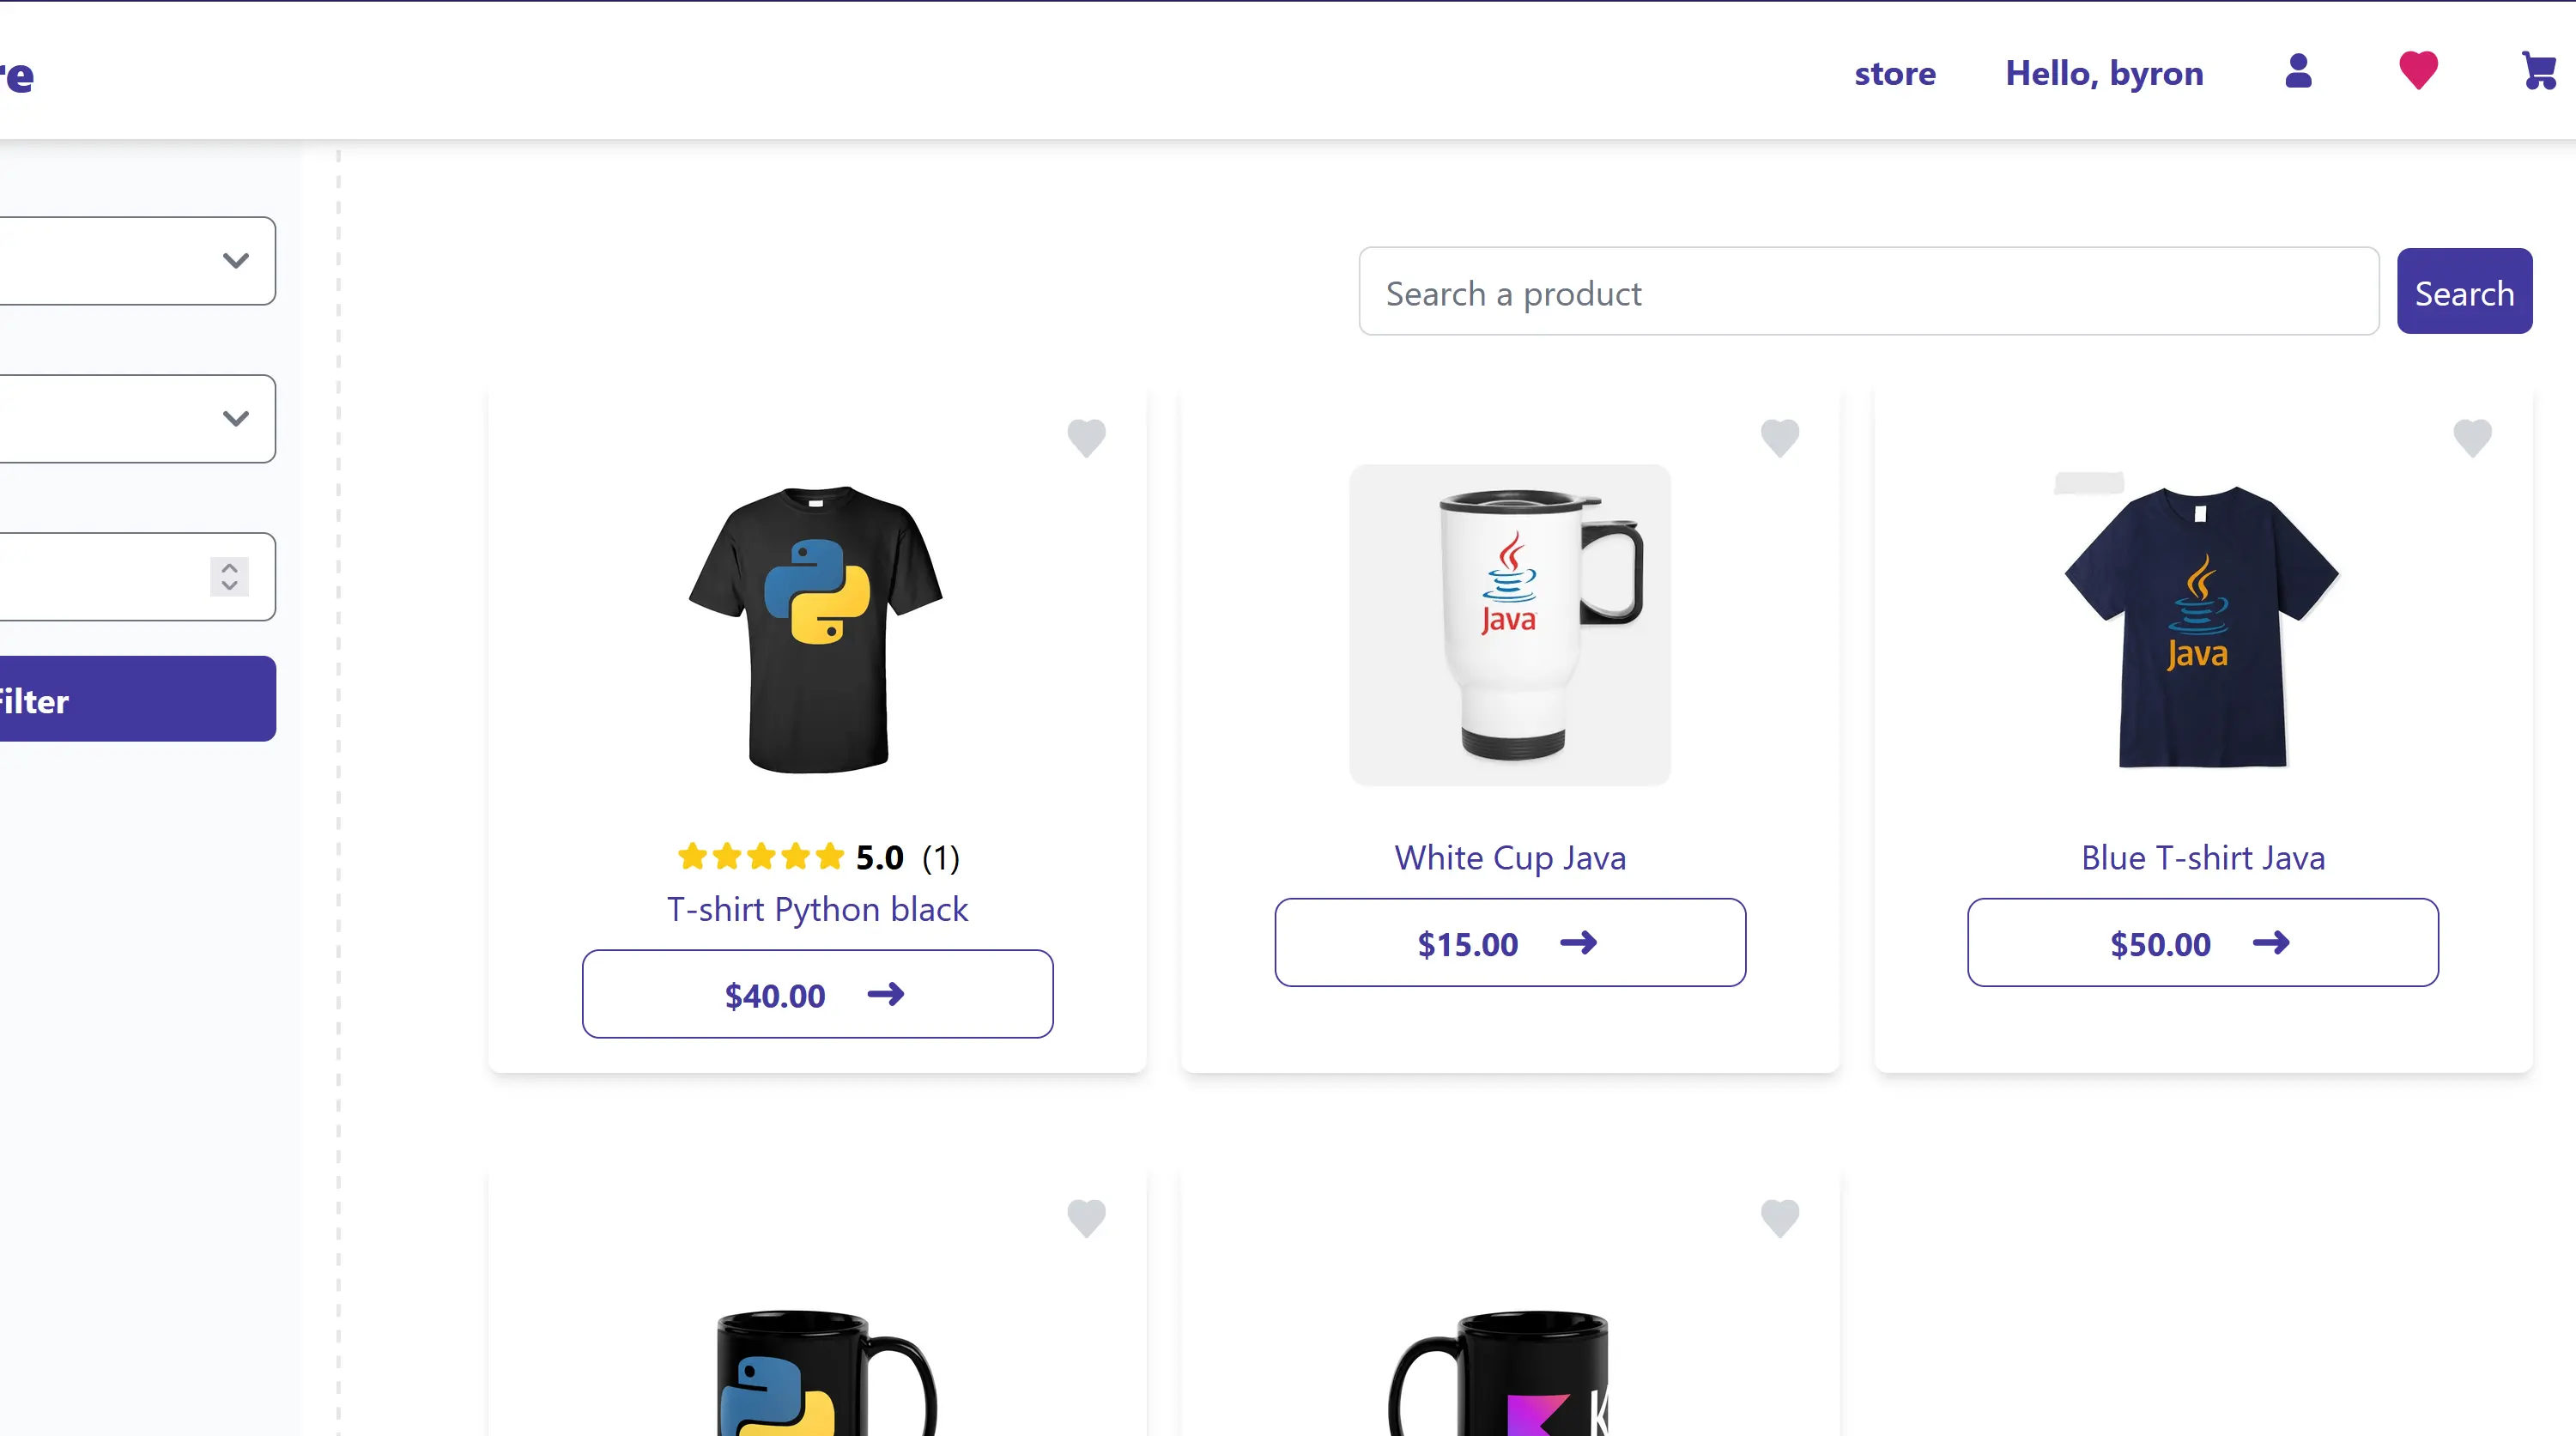 re
store
Hello, byron
Search a product
Search
Filter
Java
Java
5.0 (1)
T-shirt Python black
White Cup Java
Blue T-shirt Java
$40.00
$15.00
$50.00
K